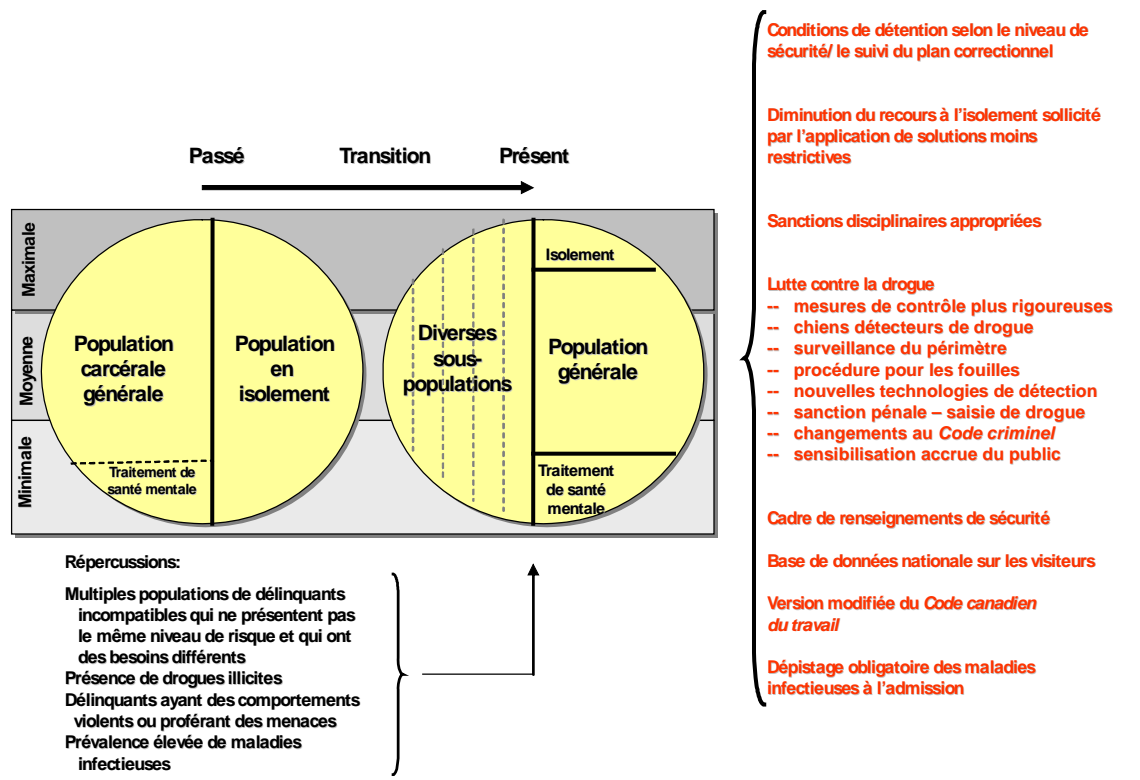 Passé
Transition
Présent
Maximale
Moyenne
Minimale
Population
carcérale
générale
Traitement de
santé mentale
Population
en
isolement
Diverses
sous-
populations
Isolement
Population
générale
Traitement
de santé
mentale
Répercussions:
Multiples populations de délinquants
incompatibles qui ne présentent pas
le même niveau de risque et qui ont
des besoins différents
Présence de drogues illicites
Délinquants ayant des comportements
violents ou proférant des menaces
Prévalence élevée de maladies
infectieuses
Conditions de détention selon le niveau de
sécurité/ le suivi du plan correctionnel
Diminution du recours à l’isolement sollicité
par l’application de solutions moins
restrictives
Sanctions disciplinaires appropriées
Lutte contre la drogue
-- mesures de contrôle plus rigoureuses
-- chiens détecteurs de drogue
-- surveillance du périmètre
-- procédure pour les fouilles
-- nouvelles technologies de détection
-- sanction pénale – saisie de drogue
-- changements au Code criminel
-- sensibilisation accrue du public
Cadre de renseignements de sécurité
Base de données nationale sur les visiteurs
Version modifiée du Code canadien
du travail
Dépistage obligatoire des maladies
infectieuses à l’admission